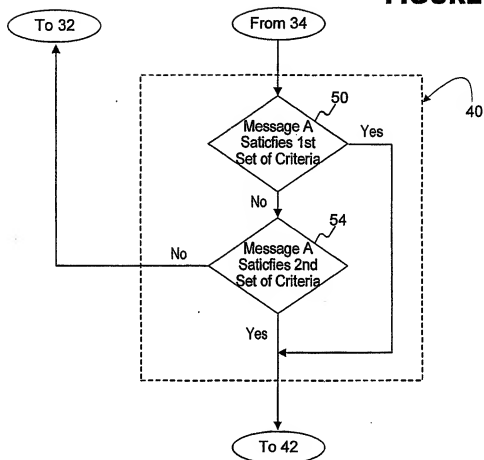 FIGURE
To 32
From 34
50
40
Message A
Saticfies 1st
Set of Criteria
Yes
No
54
Message A
Saticfies 2nd
Set of Criteria
No
Yes
To 42